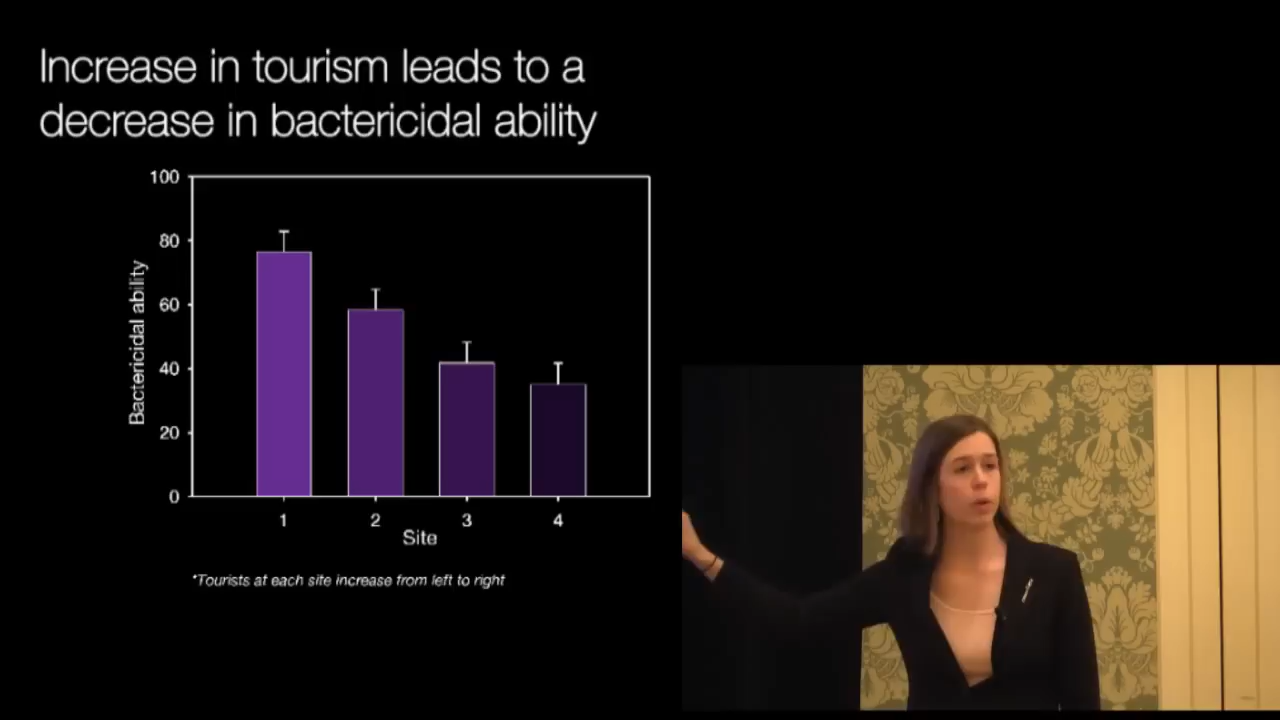 Increase in tourism leads to a
decrease in bactericidal ability
100
80
60
40
20
0
Bactericidal ability
1 2 3 4
Site
*Tourists at each site increase from left to right